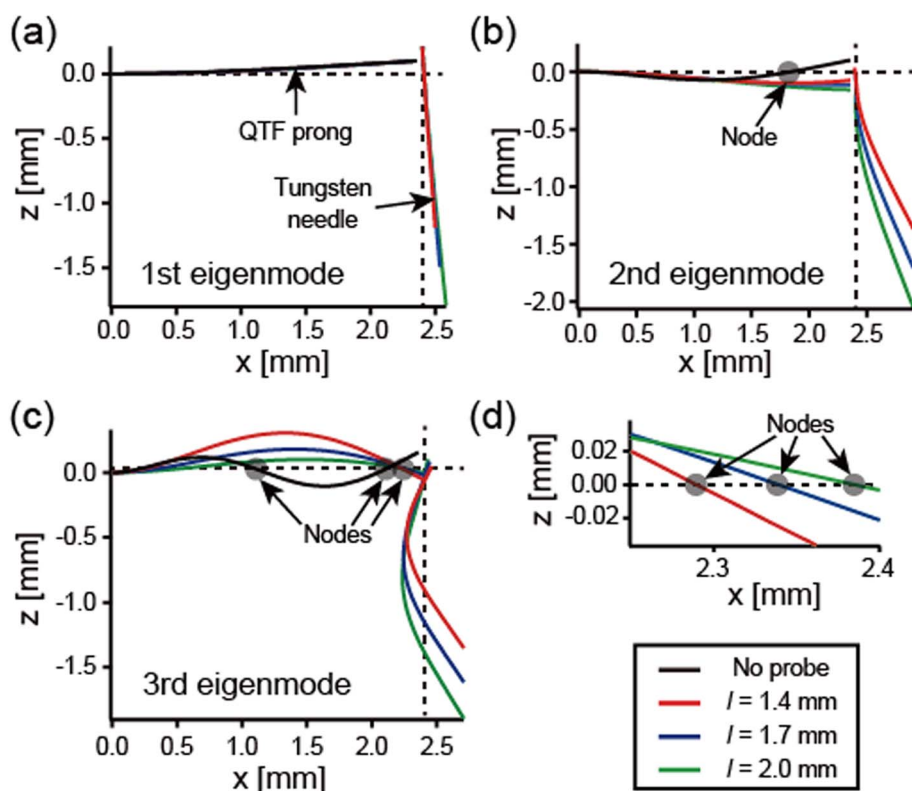 (a)
z [mm]
0.0
-0.5
-1.0
-1.5
QTF prong
Tungsten
needle
1st eigenmode
0.0 0.5 1.0 1.5 2.0 2.5
x [mm]
(b)
z [mm]
0.0
-0.5
-1.0
-1.5
-2.0
Node
2nd eigenmode
0.0 0.5 1.0 1.5 2.0 2.5
x [mm]
(c)
z [mm]
0.0
-0.5
-1.0
-1.5
Nodes
3rd eigenmode
0.0 0.5 1.0 1.5 2.0 2.5
x [mm]
(d)
z [mm]
0.02
0.00
-0.02
Nodes
2.3 2.4
x [mm]
No probe
l = 1.4 mm
l = 1.7 mm
l = 2.0 mm